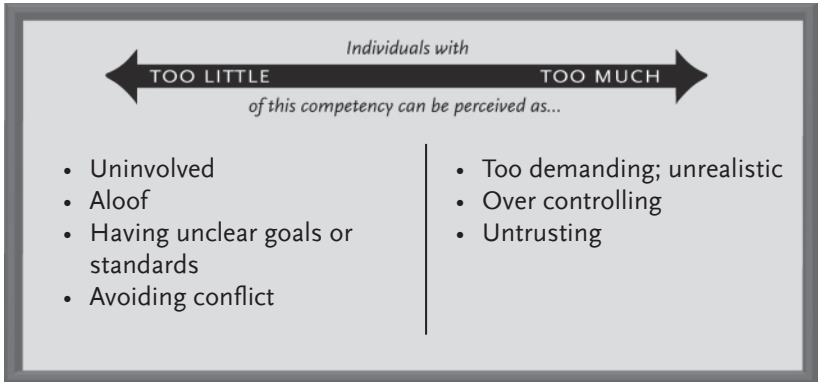 Individuals with
TOO LITTLE TOO MUCH
of this competency can be perceived as...
• Uninvolved
• Aloof
• Having unclear goals or
standards
• Avoiding conflict
• Too demanding; unrealistic
• Over controlling
• Untrusting